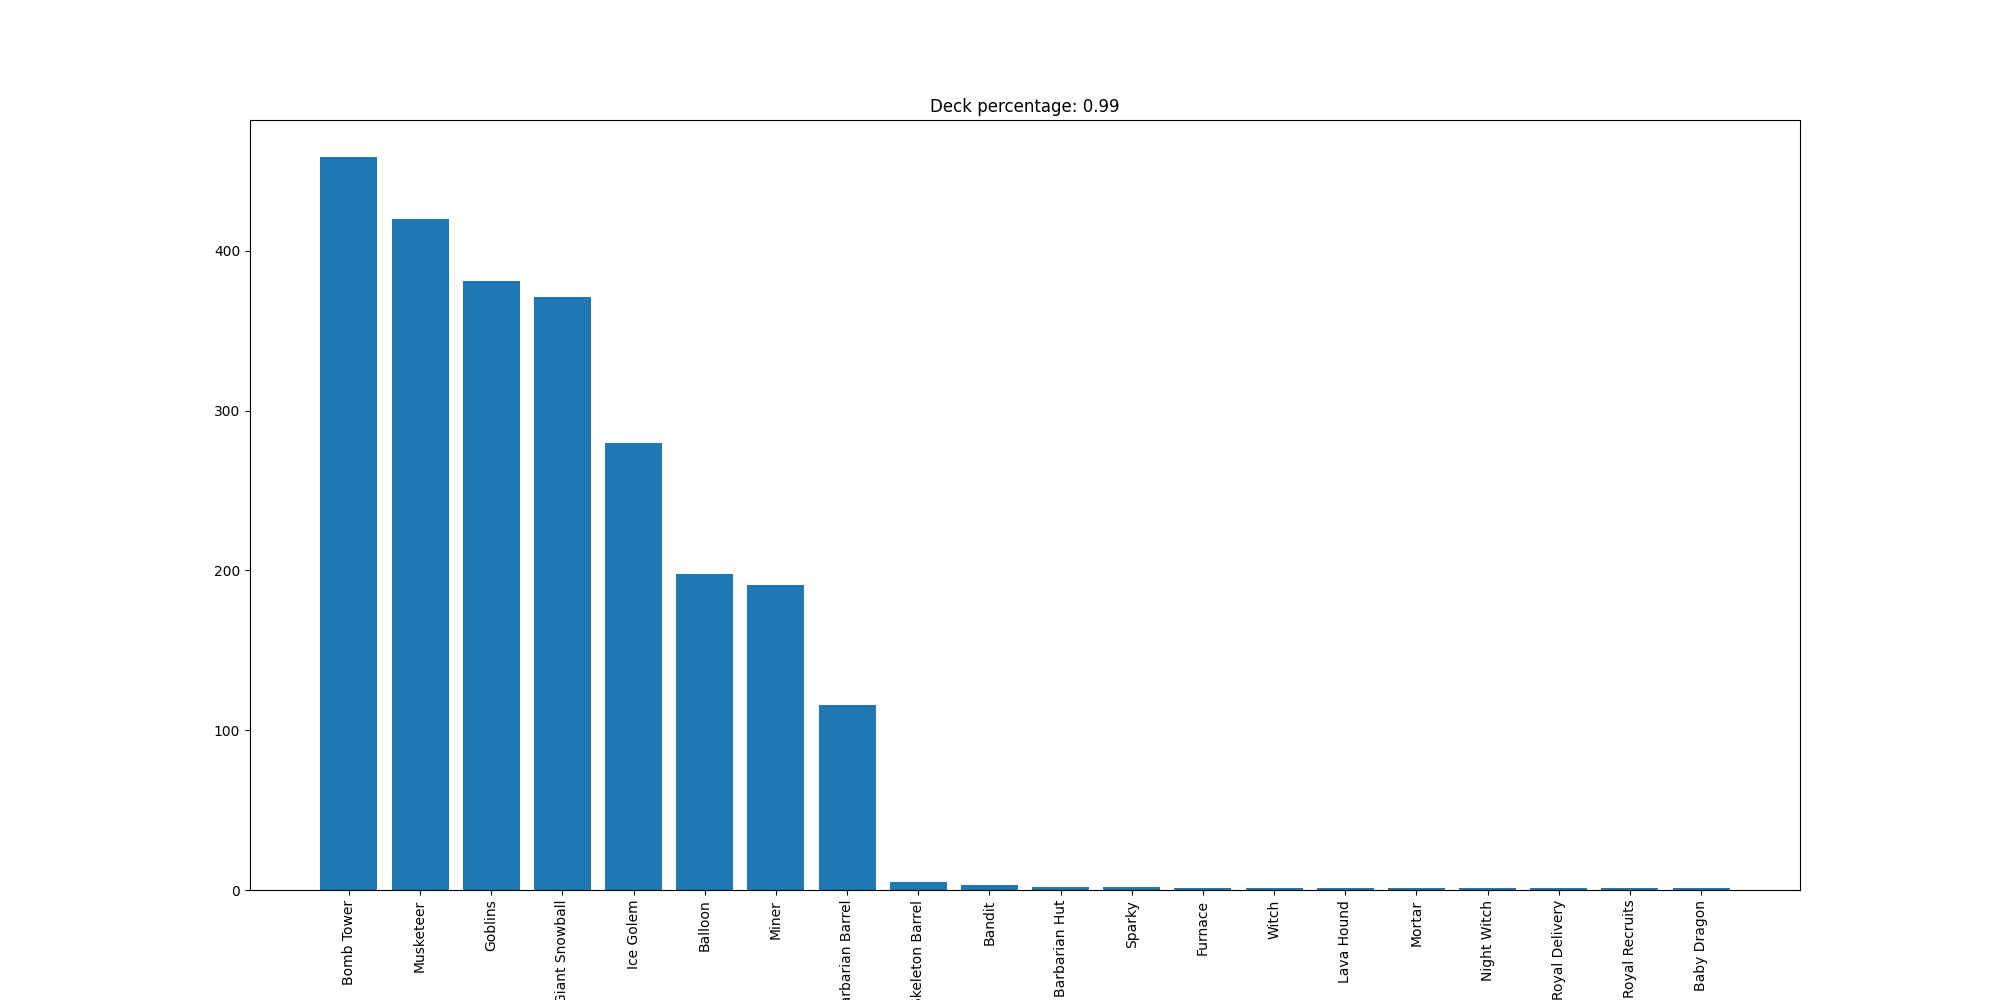 Deck percentage: 0.99
400
300
200
100
0
Bomb Tower
Musketeer
Goblins
Giant Snowball
Ice Golem
Balloon
Miner
arbarian Barrel
Skeleton Barrel
Bandit
Barbarian Hut
Sparky
Furnace
Witch
Lava Hound
Mortar
Night Witch
Royal Delivery
Royal Recruits
Baby Dragon